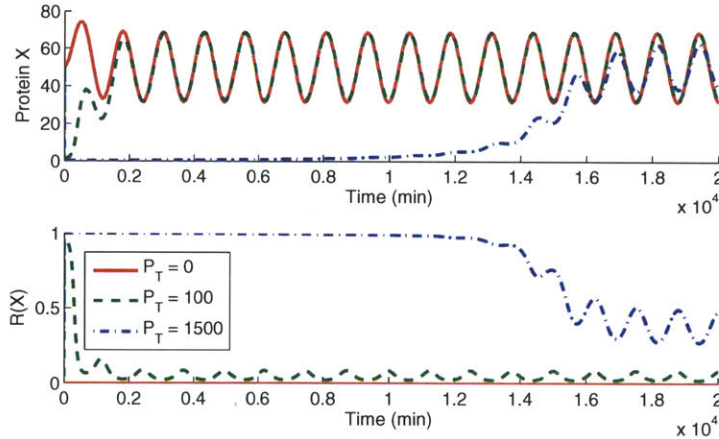 80
60
40
20
0
Protein X
0 0.2 0.4 0.6 0.8 1 1.2 1.4 1.6 1.8 2
Time (min)
x 10^4
1
0.5
0
R(X)
P_T = 0
P_T = 100
P_T = 1500
0 0.2 0.4 0.6 0.8 1 1.2 1.4 1.6 1.8 2
Time (min)
x 10^4